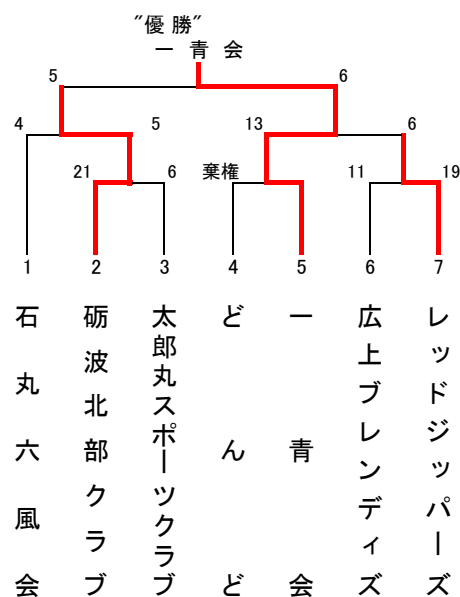 "優 勝"
一 青 会
5 6
4 5 13 6
21 6 棄権 11 19
1 2 3 4 5 6 7
石丸六風会
砺波北部クラブ
太郎丸スポーツクラブ
どんど
一青会
広上ブレンディズ
レッドジッパーズ